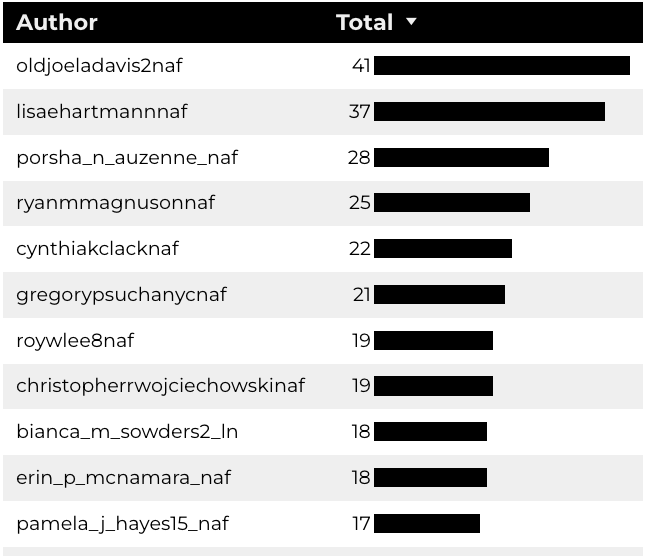 Author Total ▼
oldjoeladavis2naf 41
lisaehartmannnaf 37
porsha_n_auzenne_naf 28
ryanmmagnusonnaf 25
cynthiakclacknaf 22
gregorypsuchanycnaf 21
roywlee8naf 19
christopherrwojciechowskinaf 19
bianca_m_sowders2_ln 18
erin_p_mcnamara_naf 18
pamela_j_hayes15_naf 17